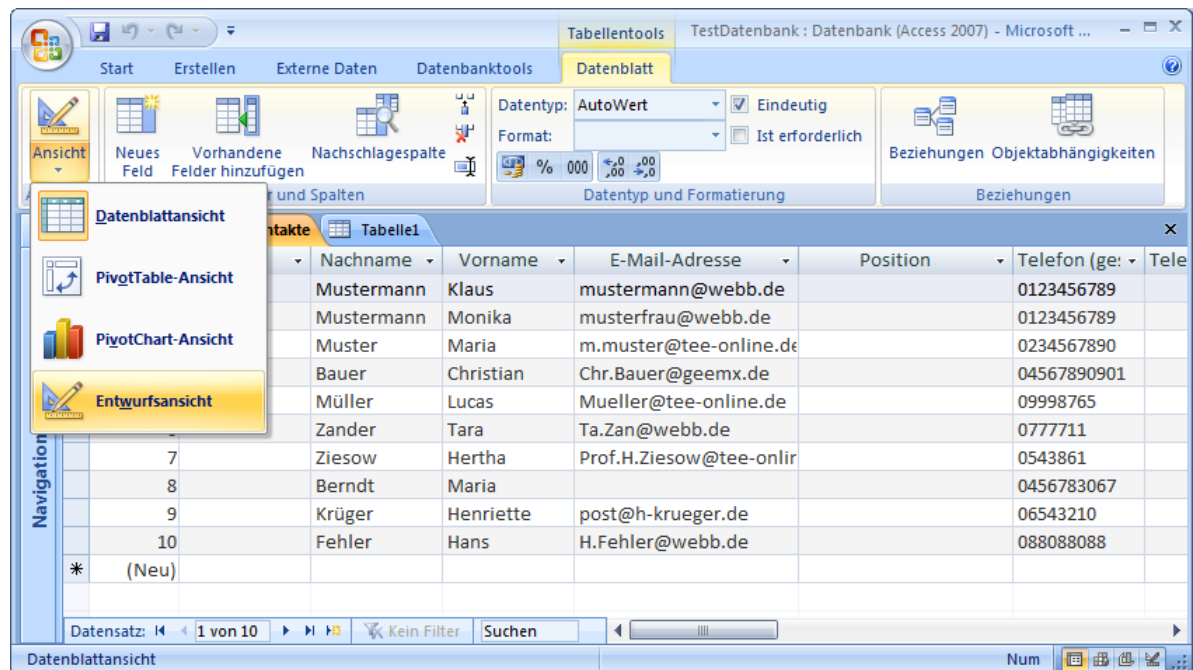 Tabellentools TestDatenbank : Datenbank (Access 2007) - Microsoft ...
Start Erstellen Externe Daten Datenbanktools Datenblatt
Ansicht
Neues Feld
Vorhandene Felder hinzufügen
Nachschlagespalte
Datentyp: AutoWert Eindeutig
Format: Ist erforderlich
% 000 ,00 ,0
Beziehungen Objektabhängigkeiten
r und Spalten Datentyp und Formatierung Beziehungen
Datenblattansicht
PivotTable-Ansicht
PivotChart-Ansicht
Entwurfsansicht
ntakte Tabelle1
Nachname Vorname E-Mail-Adresse Position Telefon (ges Tele
Mustermann Klaus mustermann@webb.de 0123456789
Mustermann Monika musterfrau@webb.de 0123456789
Muster Maria m.muster@tee-online.de 0234567890
Bauer Christian Chr.Bauer@geemx.de 04567890901
Müller Lucas Mueller@tee-online.de 09998765
Zander Tara Ta.Zan@webb.de 0777711
7 Ziesow Hertha Prof.H.Ziesow@tee-onlin 0543861
8 Berndt Maria 0456783067
9 Krüger Henriette post@h-krueger.de 06543210
10 Fehler Hans H.Fehler@webb.de 088088088
(Neu)
Navigation
Datensatz: 1 von 10 Kein Filter Suchen
Datenblattansicht Num